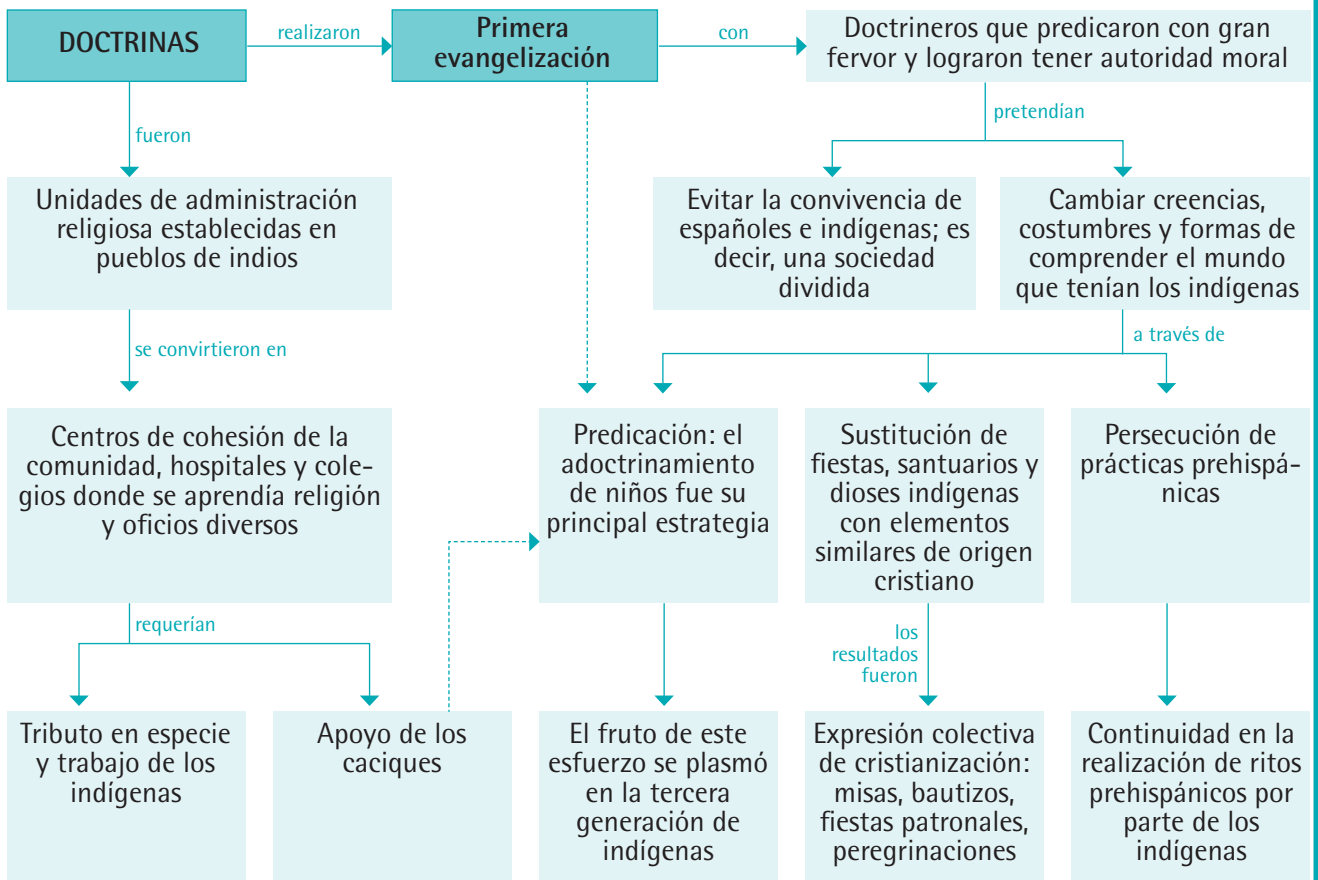 DOCTRINAS
realizaron
Primera
evangelización
con
Doctrineros que predicaron con gran
fervor y lograron tener autoridad moral
fueron
pretendían
Unidades de administración
religiosa establecidas en
pueblos de indios
Evitar la convivencia de
españoles e indígenas; es
decir, una sociedad
dividida
Cambiar creencias,
costumbres y formas de
comprender el mundo
que tenían los indígenas
se convirtieron en
a través de
Centros de cohesión de la
comunidad, hospitales y cole-
gios donde se aprendía religión
y oficios diversos
Predicación: el
adoctrinamiento
de niños fue su
principal estrategia
Sustitución de
fiestas, santuarios y
dioses indígenas
con elementos
similares de origen
cristiano
Persecución de
prácticas prehispá-
nicas
requerían
los
resultados
fueron
Tributo en especie
y trabajo de los
indígenas
Apoyo de los
caciques
El fruto de este
esfuerzo se plasmó
en la tercera
generación de
indígenas
Expresión colectiva
de cristianización:
misas, bautizos,
fiestas patronales,
peregrinaciones
Continuidad en la
realización de ritos
prehispánicos por
parte de los
indígenas